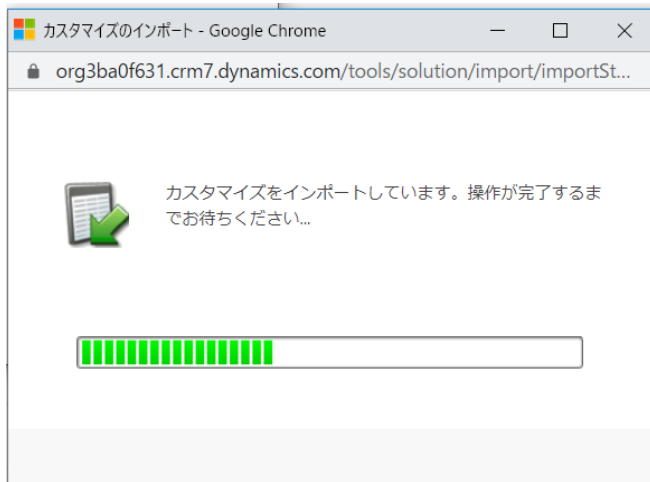 カスタマイズのインポート - Google Chrome
org3ba0f631.crm7.dynamics.com/tools/solution/import/importSt...
カスタマイズをインポートしています。操作が完了するま
でお待ちください...